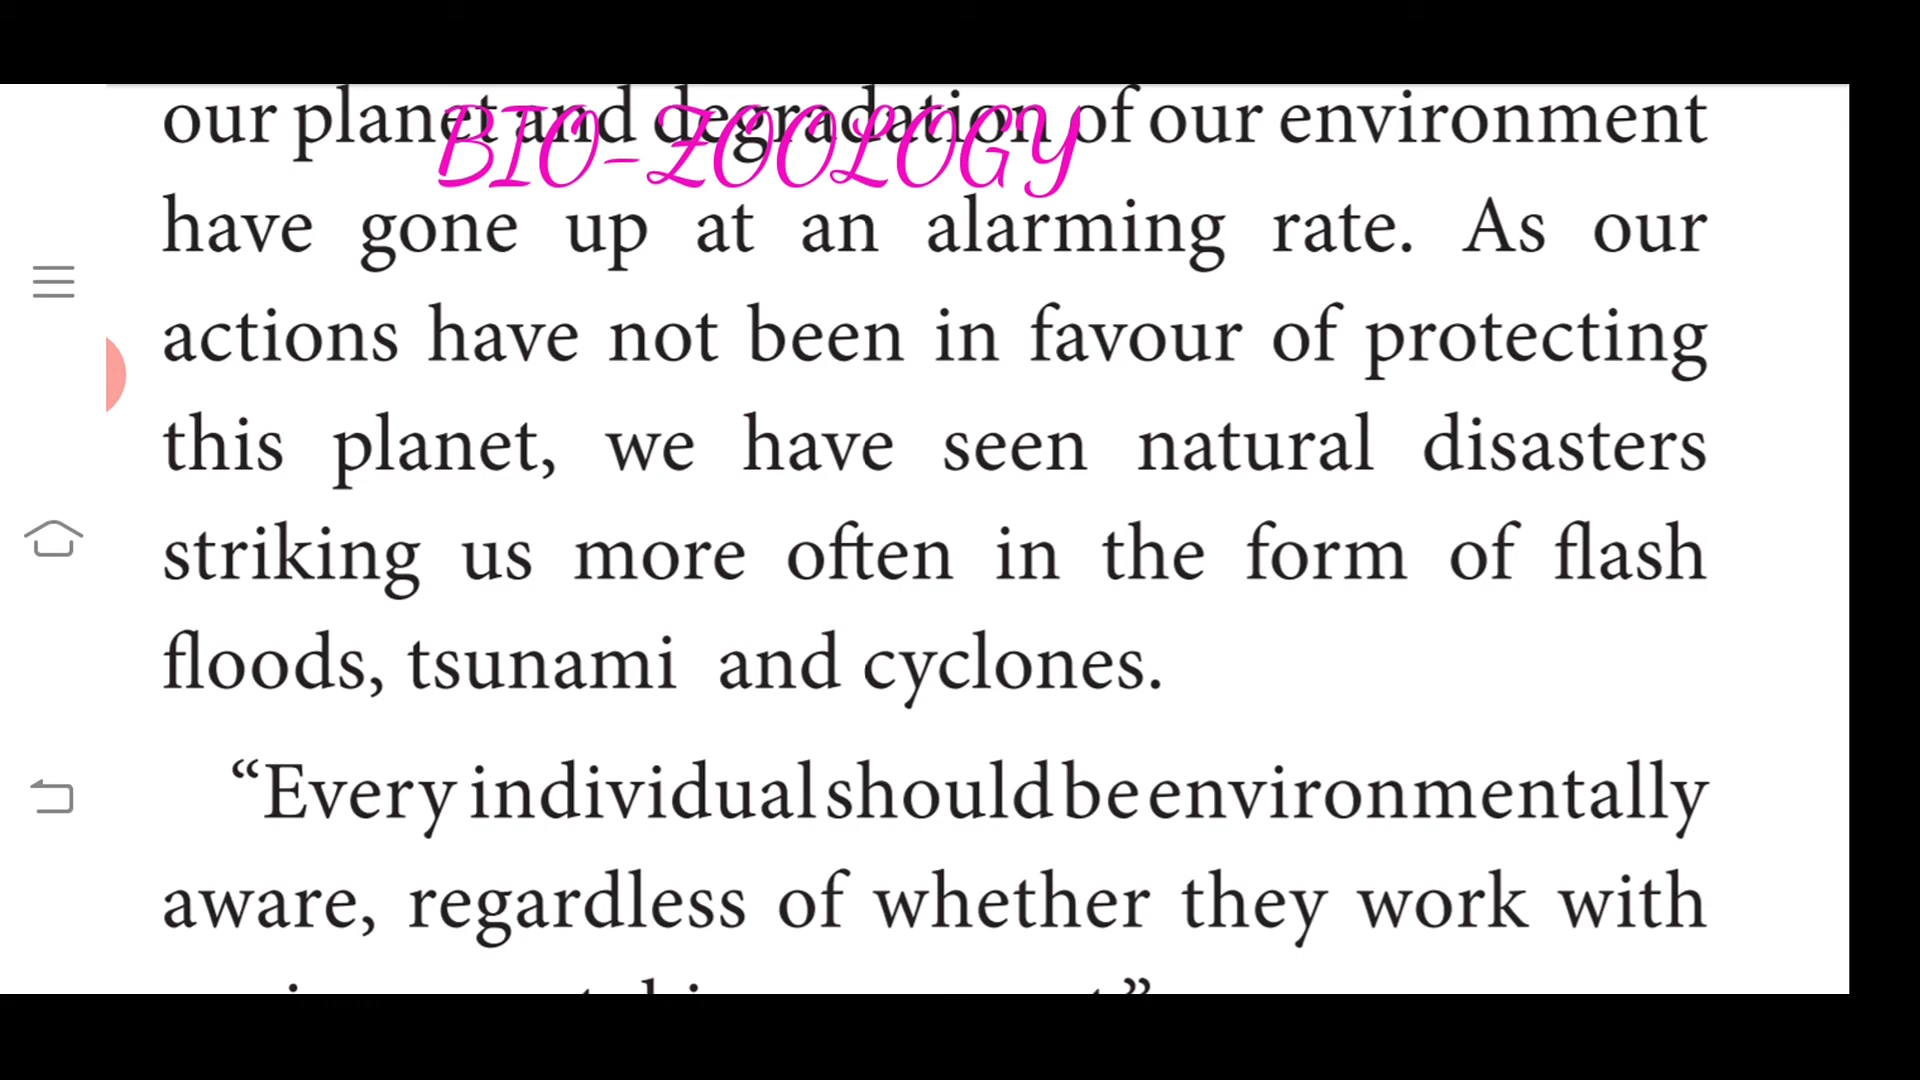 our planet and degradation of our environment
BIO-ZOOLOGY
have gone up at an alarming rate. As our
actions have not been in favour of protecting
this planet, we have seen natural disasters
striking us more often in the form of flash
floods, tsunami and cyclones.
“Every individual should be environmentally
aware, regardless of whether they work with